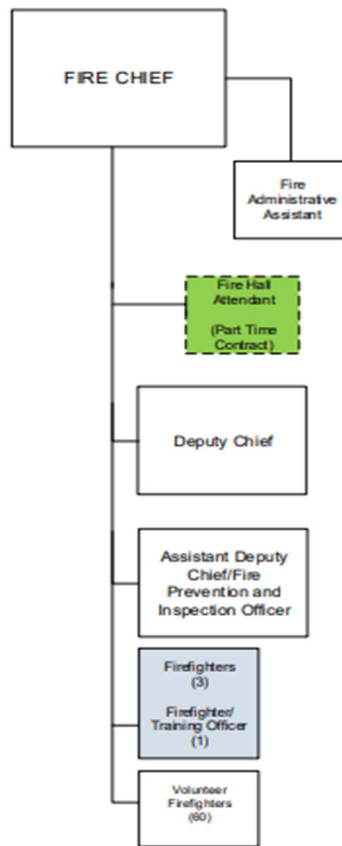 FIRE CHIEF
Fire
Administrative
Assistant
Fire Hall
Attendant
(Part Time
Contract)
Deputy Chief
Assistant Deputy
Chief/Fire
Prevention and
Inspection Officer
Firefighters
(3)
Firefighter/
Training Officer
(1)
Volunteer
Firefighters
(60)